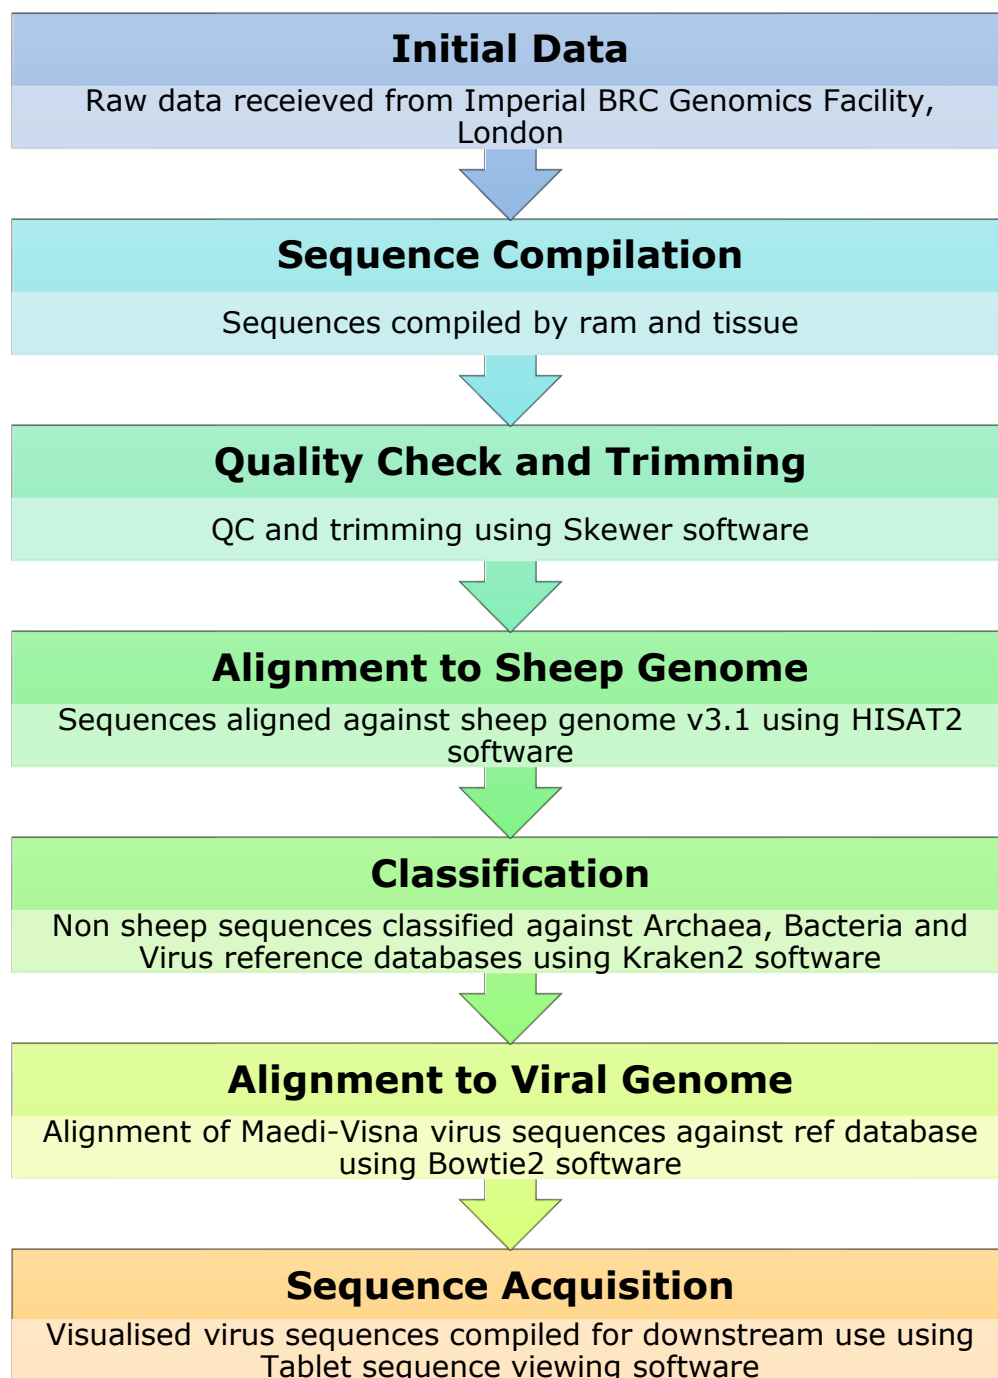 Initial Data
Raw data receieved from Imperial BRC Genomics Facility,
London
Sequence Compilation
Sequences compiled by ram and tissue
Quality Check and Trimming
QC and trimming using Skewer software
Alignment to Sheep Genome
Sequences aligned against sheep genome v3.1 using HISAT2
software
Classification
Non sheep sequences classified against Archaea, Bacteria and
Virus reference databases using Kraken2 software
Alignment to Viral Genome
Alignment of Maedi-Visna virus sequences against ref database
using Bowtie2 software
Sequence Acquisition
Visualised virus sequences compiled for downstream use using
Tablet sequence viewing software